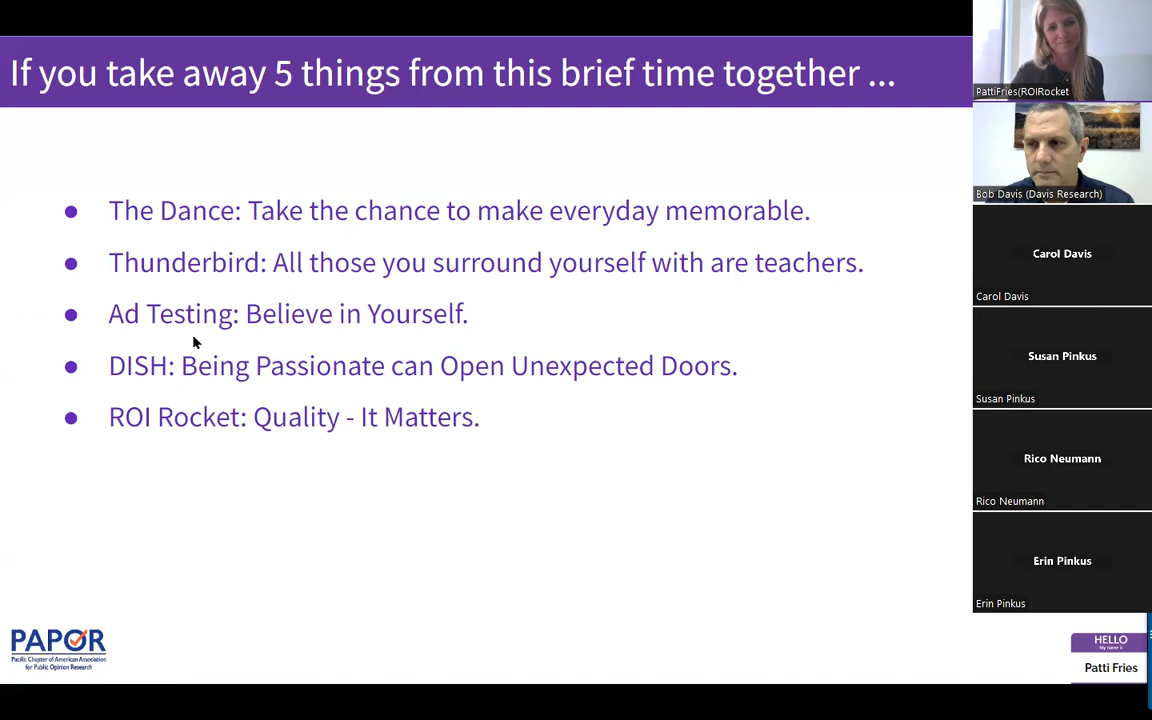 If you take away 5 things from this brief time together ...
● The Dance: Take the chance to make everyday memorable.
● Thunderbird: All those you surround yourself with are teachers.
● Ad Testing: Believe in Yourself.
● DISH: Being Passionate can Open Unexpected Doors.
● ROI Rocket: Quality - It Matters.
PAPOR
Pacific Chapter of American Association
for Public Opinion Research
PattiFries(ROIRocket
Bob Davis (Davis Research)
Carol Davis
Carol Davis
Susan Pinkus
Susan Pinkus
Rico Neumann
Rico Neumann
Erin Pinkus
Erin Pinkus
HELLO
My name is
Patti Fries